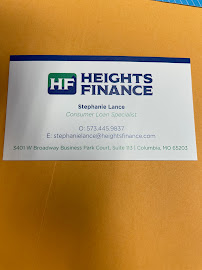 HF HEIGHTS
FINANCE
Stephanie Lance
Consumer Loan Specialist
O: 573.445.9837
E: stephanielance@heightsfinance.com
3401 W Broadway Business Park Court, Suite 113 | Columbia, MO 65203